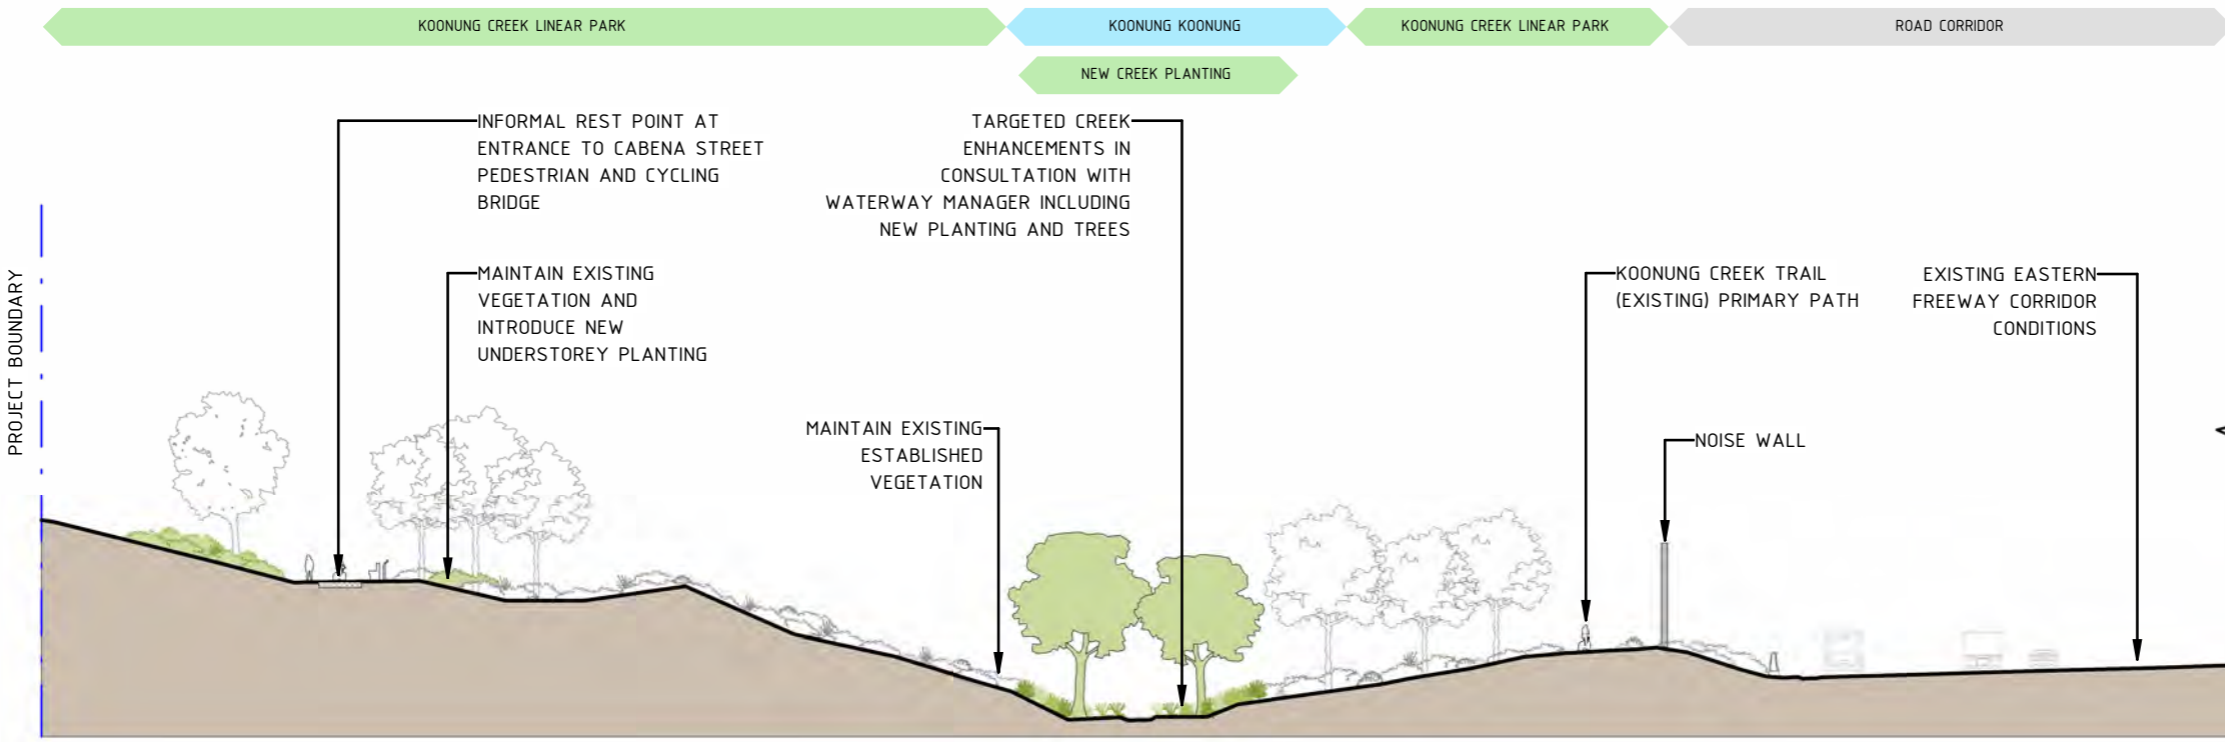 KOONUNG CREEK LINEAR PARK
KOONUNG KOONUNG
KOONUNG CREEK LINEAR PARK
ROAD CORRIDOR
NEW CREEK PLANTING
INFORMAL REST POINT AT
ENTRANCE TO CABENA STREET
PEDESTRIAN AND CYCLING
BRIDGE
TARGETED CREEK
ENHANCEMENTS IN
CONSULTATION WITH
WATERWAY MANAGER INCLUDING
NEW PLANTING AND TREES
MAINTAIN EXISTING
VEGETATION AND
INTRODUCE NEW
UNDERSTOREY PLANTING
KOONUNG CREEK TRAIL
(EXISTING) PRIMARY PATH
EXISTING EASTERN
FREEWAY CORRIDOR
CONDITIONS
PROJECT BOUNDARY
MAINTAIN EXISTING
ESTABLISHED
VEGETATION
NOISE WALL